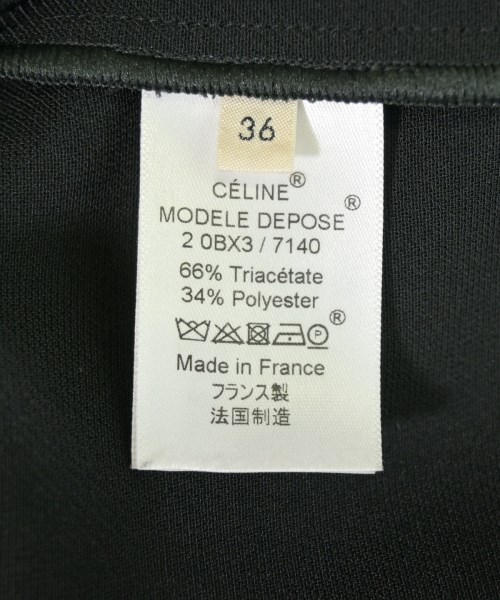 36
CÉLINE®
MODELE DEPOSE®
2 0BX3 / 7140
66% Triacétate
34% Polyester
P ®
Made in France
フランス製
法国制造